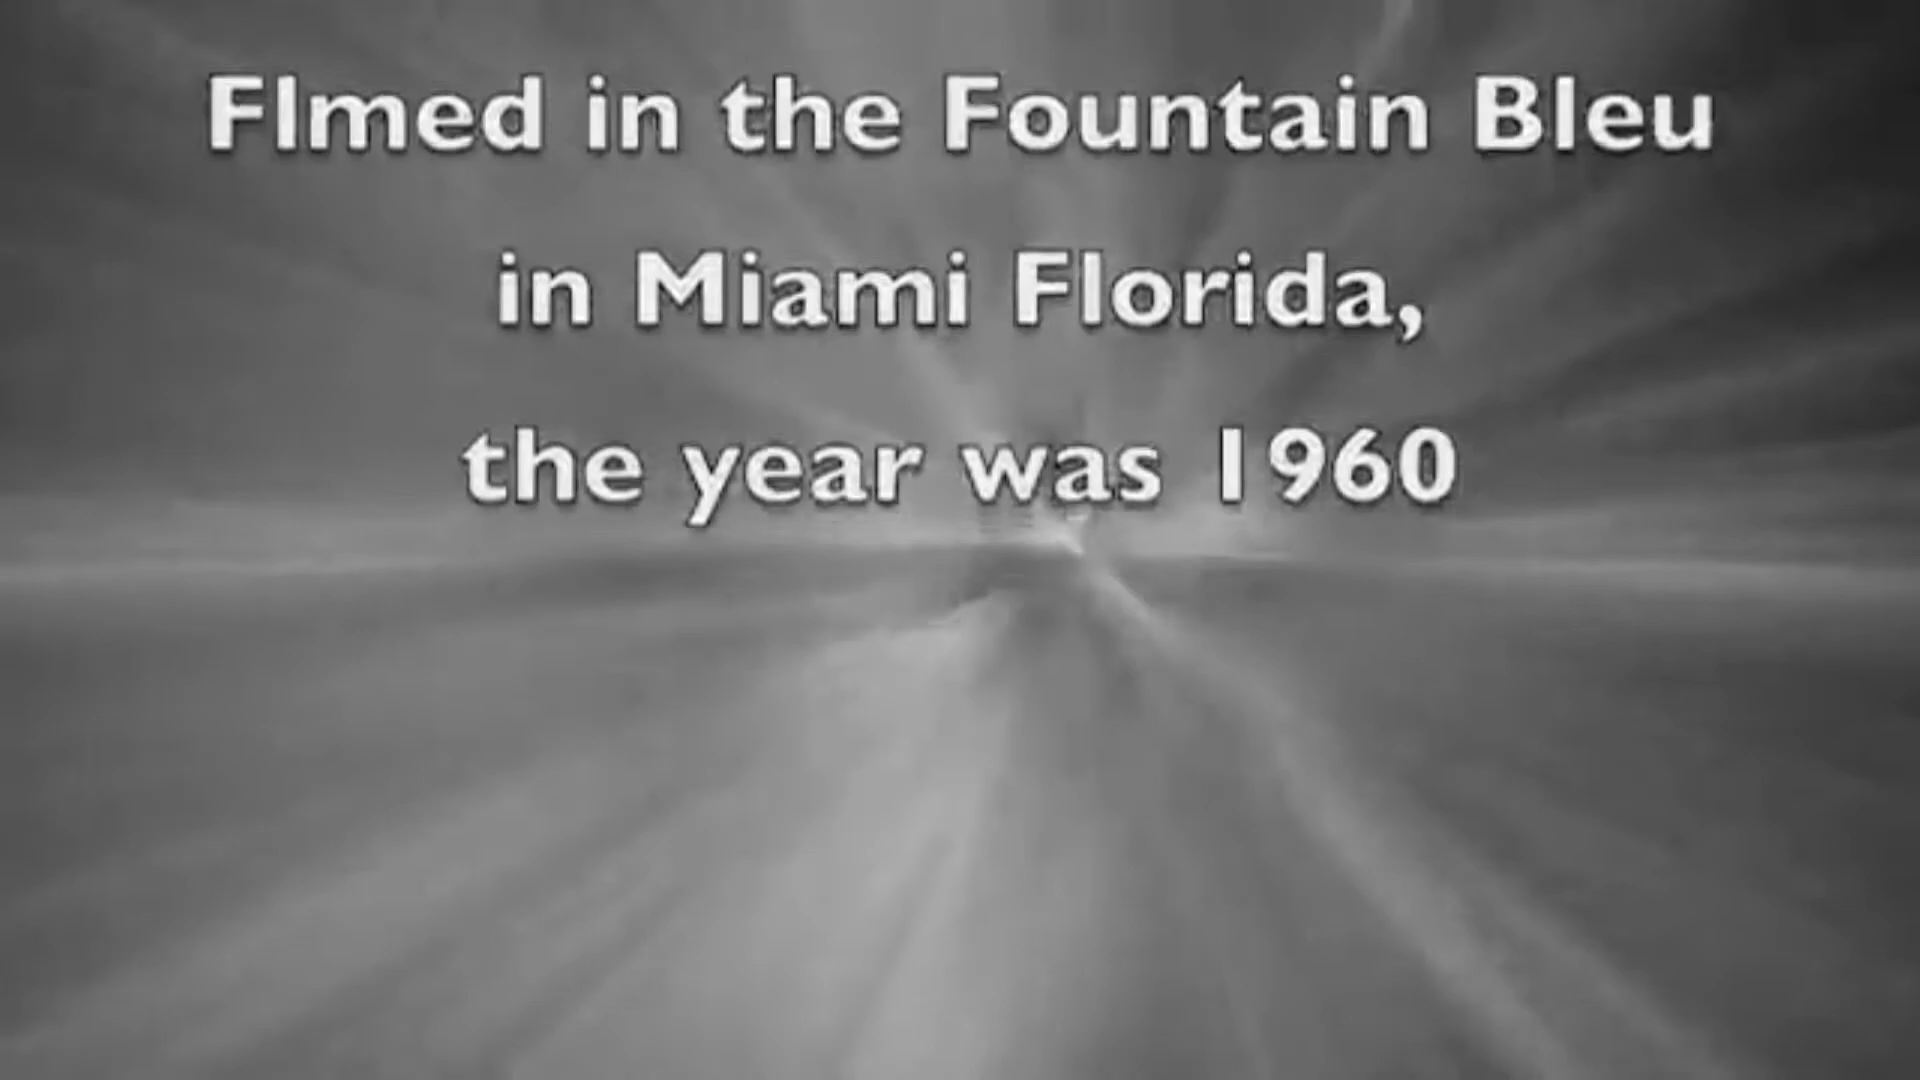 Flmed in the Fountain Bleu
in Miami Florida,
the year was 1960